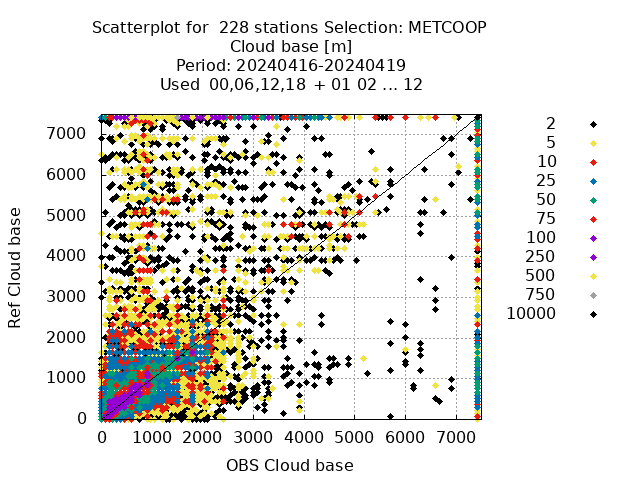 Scatterplot for  228 stations Selection: METCOOP
Cloud base [m]
Period: 20240416-20240419
Used  00,06,12,18 + 01 02 ... 12
7000
6000
5000
4000
3000
2000
1000
0
Ref Cloud base
0 1000 2000 3000 4000 5000 6000 7000
OBS Cloud base
2
5
10
25
50
75
100
250
500
750
10000